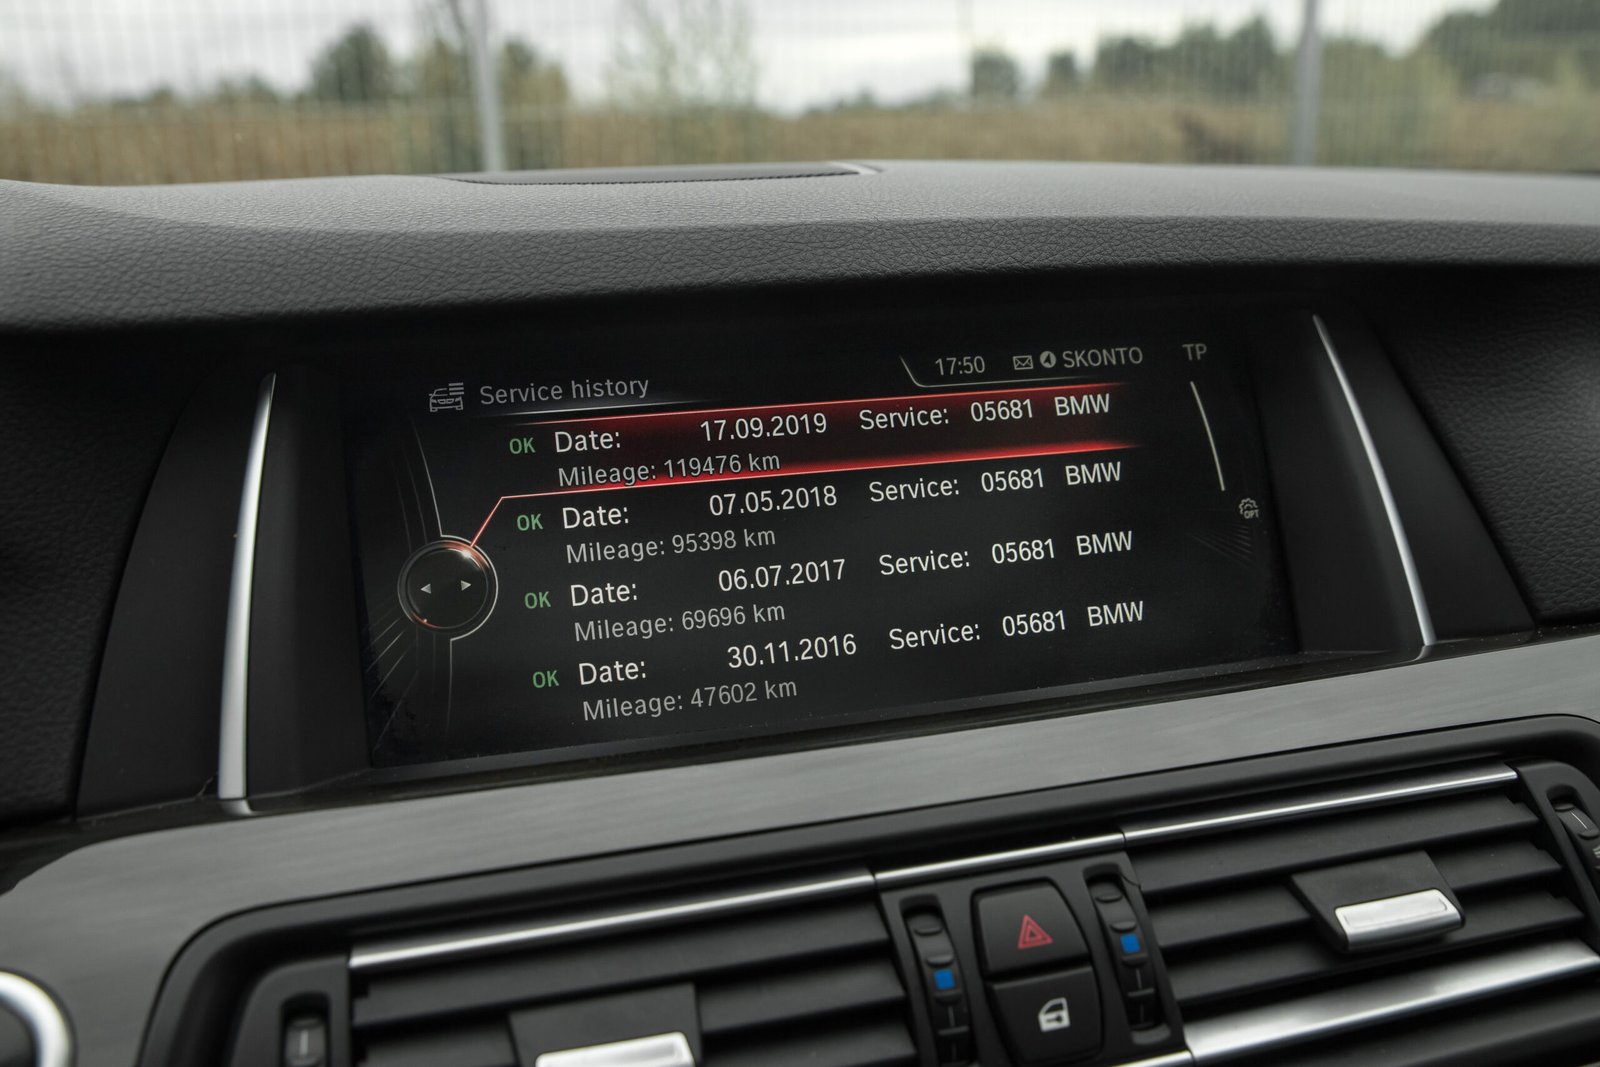 17:50 SKONTO TP
Service history
OK Date: 17.09.2019 Service: 05681 BMW
Mileage: 119476 km
OK Date: 07.05.2018 Service: 05681 BMW
Mileage: 95398 km
OK Date: 06.07.2017 Service: 05681 BMW
Mileage: 69696 km
OK Date: 30.11.2016 Service: 05681 BMW
Mileage: 47602 km
OPT